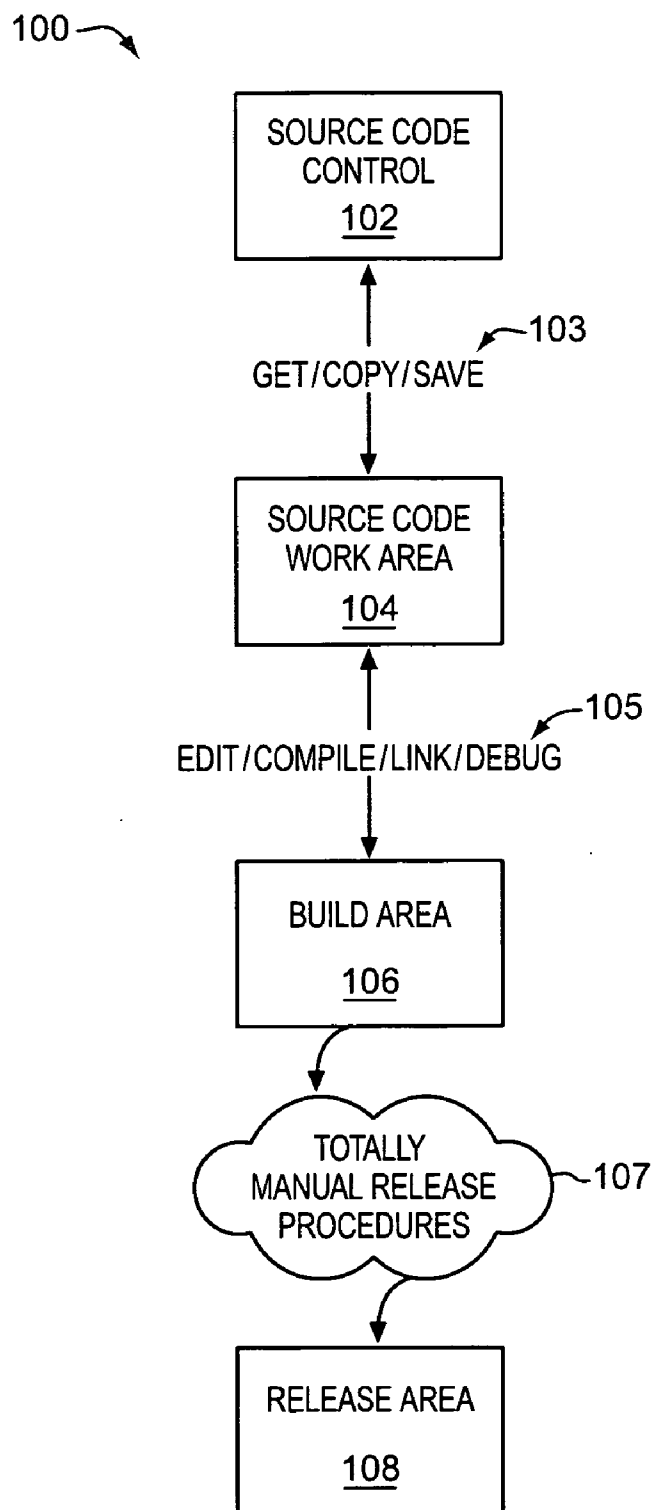 100
SOURCE CODE
CONTROL
102
103
GET/COPY/SAVE
SOURCE CODE
WORK AREA
104
105
EDIT/COMPILE/LINK/DEBUG
BUILD AREA
106
TOTALLY
MANUAL RELEASE
PROCEDURES
107
RELEASE AREA
108